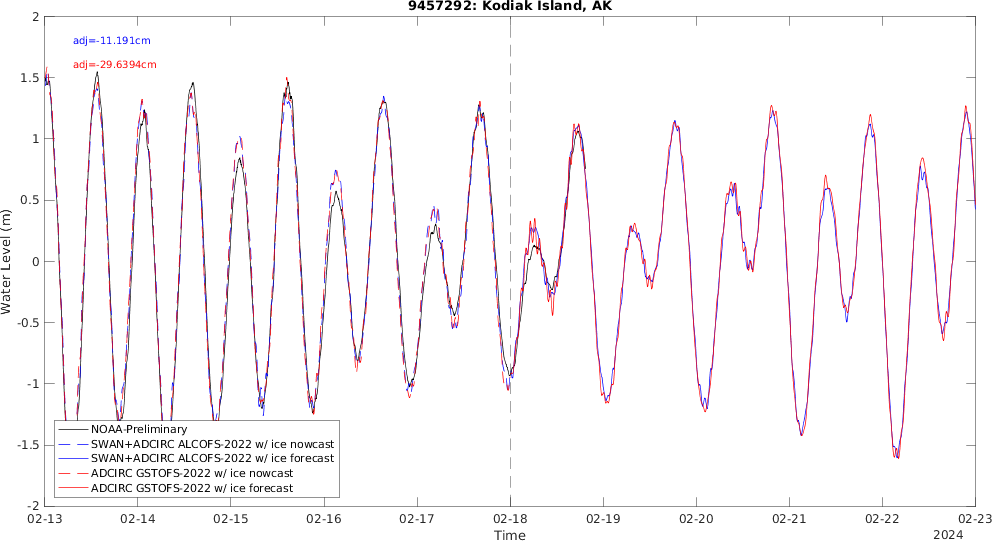 9457292: Kodiak Island, AK
2
1.5
1
0.5
0
-0.5
-1
-1.5
-2
Water Level (m)
adj=-11.191cm
adj=-29.6394cm
NOAA-Preliminary
SWAN+ADCIRC ALCOFS-2022 w/ ice nowcast
SWAN+ADCIRC ALCOFS-2022 w/ ice forecast
ADCIRC GSTOFS-2022 w/ ice nowcast
ADCIRC GSTOFS-2022 w/ ice forecast
02-13 02-14 02-15 02-16 02-17 02-18 02-19 02-20 02-21 02-22 02-23
Time
2024